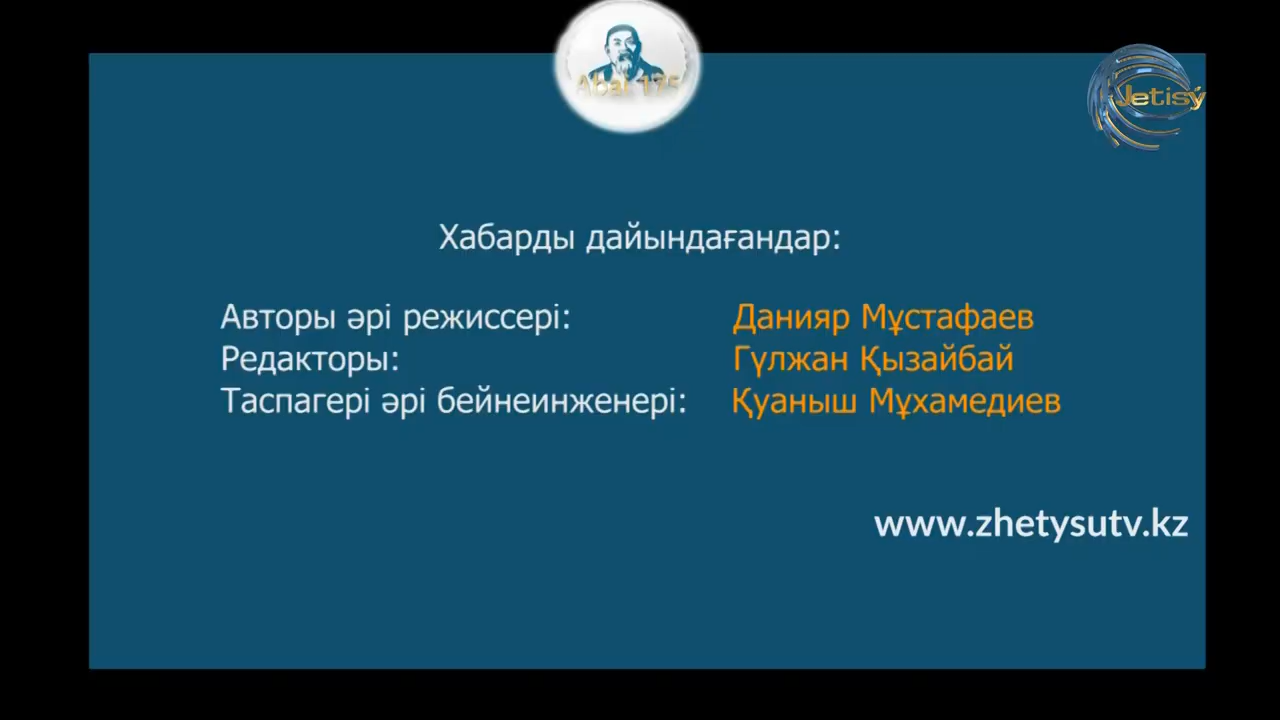 Abai 175
Jetisý
Хабарды дайындағандар:
Авторы әрі режиссері: Данияр Мұстафаев
Редакторы: Гүлжан Қызайбай
Таспагері әрі бейнеинженері: Қуаныш Мұхамедиев
www.zhetysutv.kz